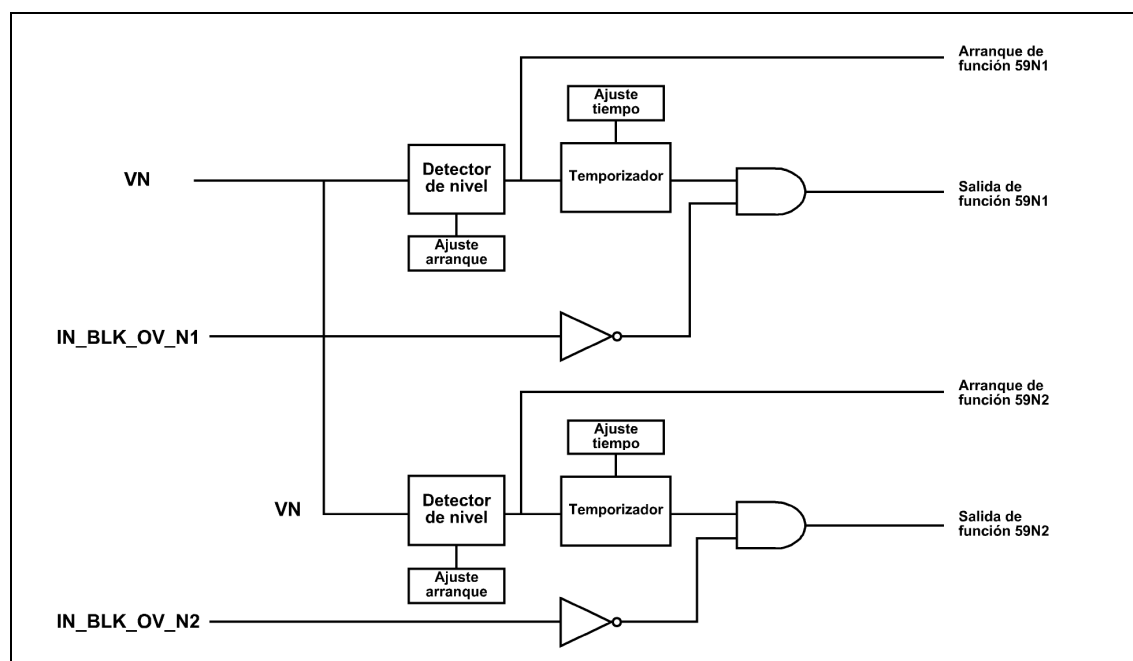 Arranque de
función 59N1
Ajuste
tiempo
VN
Detector
de nivel
Temporizador
Salida de
función 59N1
Ajuste
arranque
IN_BLK_OV_N1
Arranque de
función 59N2
Ajuste
tiempo
VN
Detector
de nivel
Temporizador
Salida de
función 59N2
Ajuste
arranque
IN_BLK_OV_N2